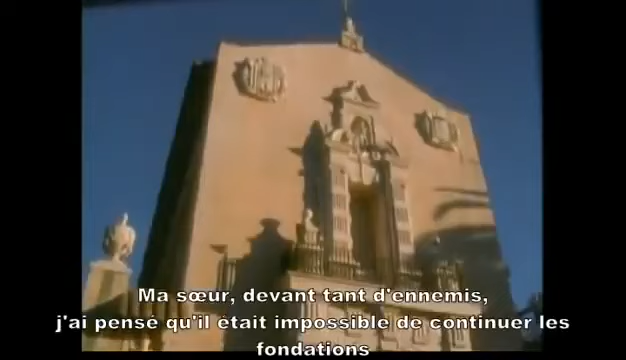 Ma sœur, devant tant d'ennemis,
j'ai pensé qu'il était impossible de continuer les
fondations